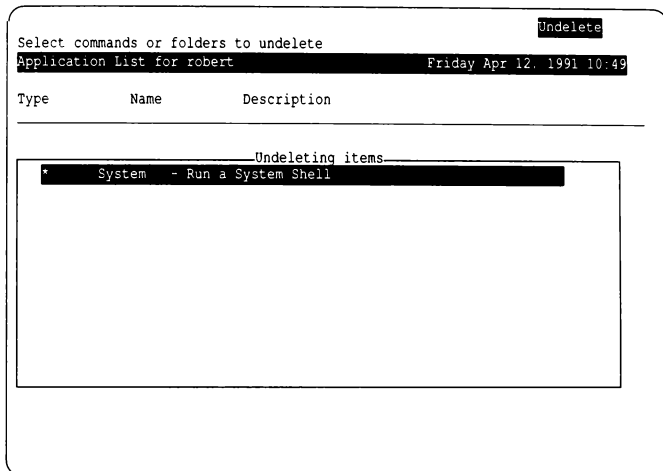 Undelete
Select commands or folders to undelete
Application List for robert Friday Apr 12. 1991 10:49
Type Name Description
Undeleting items
* System - Run a System Shell